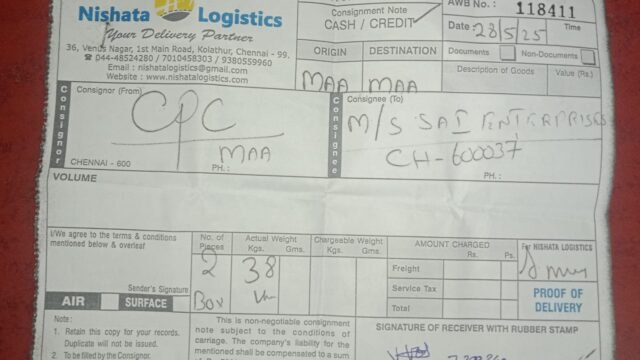 Nishata Logistics
Your Delivery Partner
36, Venus Nagar, 1st Main Road, Kolathur, Chennai - 99.
044-48524280 / 7010458303 / 9380559960
Email : nishatalogistics@gmail.com
Website : www.nishatalogistics.com
Consignment Note
CASH / CREDIT
ORIGIN DESTINATION
MAA MAA
AWB No. : 118411
Date : 28/5/25 Time
Documents Non-Documents
Description of Goods Value (Rs.)
Consignor
Consignor (From)
CPC
MAA
CHENNAI - 600 PH. :
Consignee
Consignee (To)
M/S SAI ENTERPRISES
CH-600037
PH. :
VOLUME
I/We agree to the terms & conditions
mentioned below & overleaf
Sender's Signature
AIR SURFACE
No. of Pieces
2
Box
Actual Weight
Kgs. Gms.
38
Chargeable Weight
Kgs. Gms.
AMOUNT CHARGED
Rs. Ps.
Freight
Service Tax
Total
For NISHATA LOGISTICS
PROOF OF
DELIVERY
Note :
1. Retain this copy for your records.
Duplicate will not be issued.
2. To be filled by the Consignor.
This is non-negotiable consignment
note subject to the conditions of
carriage. The company's liability for
the mentioned shall be compensated to a sum
SIGNATURE OF RECEIVER WITH RUBBER STAMP